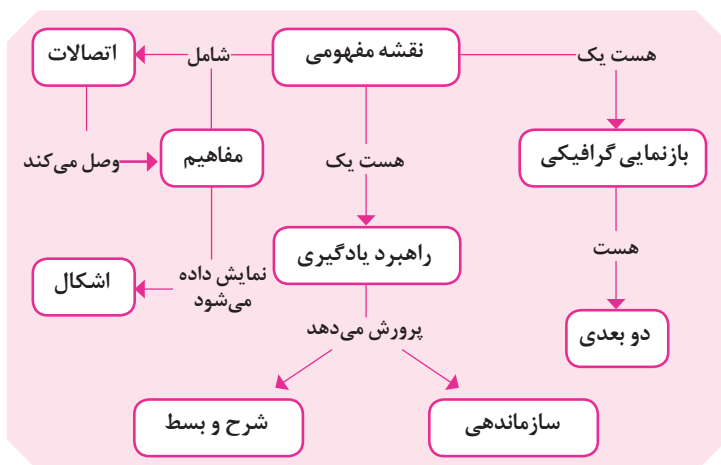 نقشه مفهومی
شامل
اتصالات
هست یک
وصل می‌کند
مفاهیم
هست یک
بازنمایی گرافیکی
راهبرد یادگیری
هست
نمایش داده
می‌شود
اشکال
پرورش می‌دهد
دو بعدی
سازماندهی
شرح و بسط